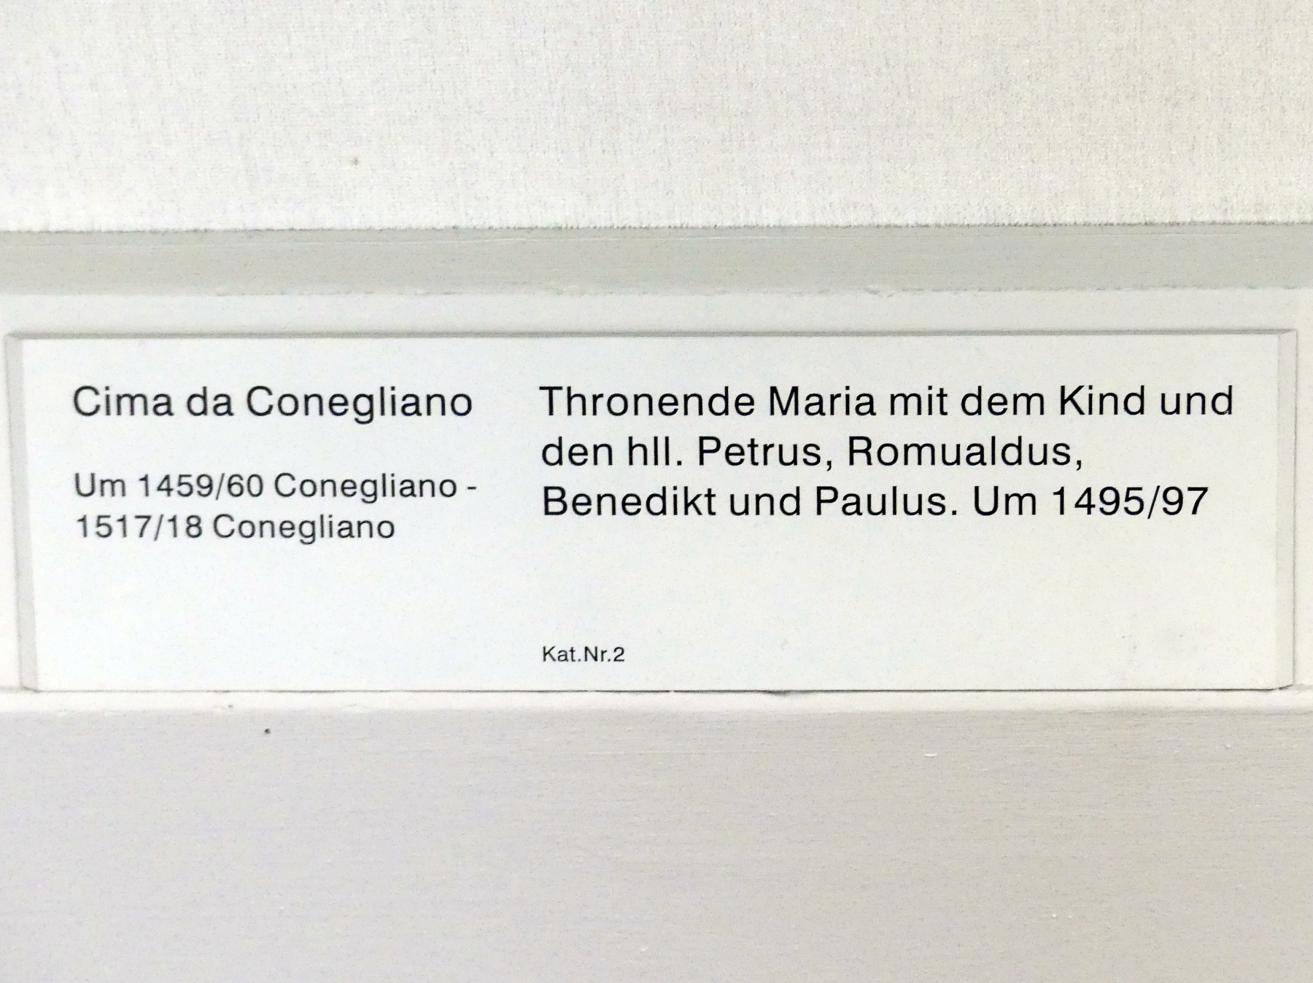 Cima da Conegliano
Um 1459/60 Conegliano -
1517/18 Conegliano
Thronende Maria mit dem Kind und
den hll. Petrus, Romualdus,
Benedikt und Paulus. Um 1495/97
Kat.Nr.2